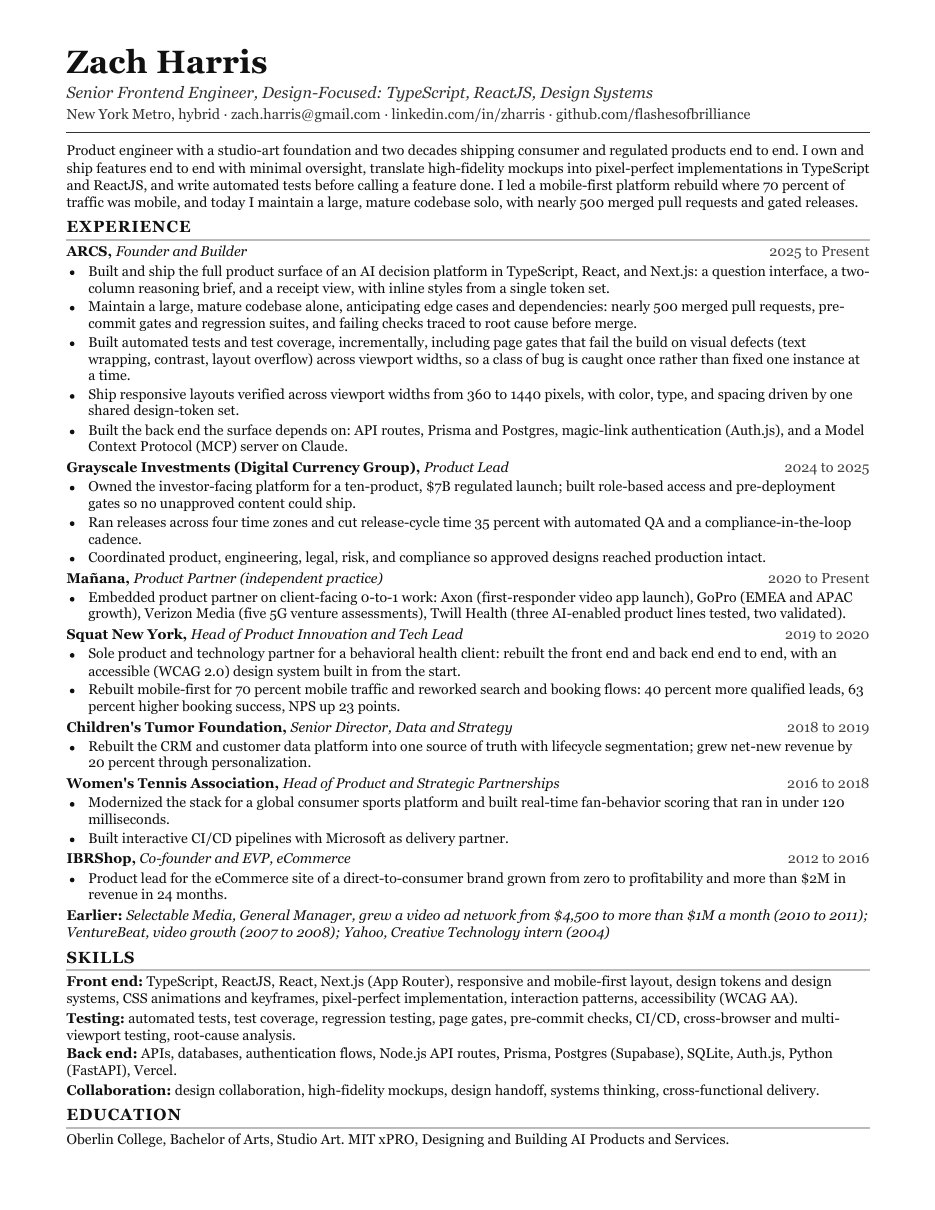 Zach Harris
Senior Frontend Engineer, Design-Focused: TypeScript, ReactJS, Design Systems
New York Metro, hybrid · zach.harris@gmail.com · linkedin.com/in/zharris · github.com/flashesofbrilliance
Product engineer with a studio-art foundation and two decades shipping consumer and regulated products end to end. I own and
ship features end to end with minimal oversight, translate high-fidelity mockups into pixel-perfect implementations in TypeScript
and ReactJS, and write automated tests before calling a feature done. I led a mobile-first platform rebuild where 70 percent of
traffic was mobile, and today I maintain a large, mature codebase solo, with nearly 500 merged pull requests and gated releases.
EXPERIENCE
ARCS, Founder and Builder 2025 to Present
• Built and ship the full product surface of an AI decision platform in TypeScript, React, and Next.js: a question interface, a two-
column reasoning brief, and a receipt view, with inline styles from a single token set.
• Maintain a large, mature codebase alone, anticipating edge cases and dependencies: nearly 500 merged pull requests, pre-
commit gates and regression suites, and failing checks traced to root cause before merge.
• Built automated tests and test coverage, incrementally, including page gates that fail the build on visual defects (text
wrapping, contrast, layout overflow) across viewport widths, so a class of bug is caught once rather than fixed one instance at
a time.
• Ship responsive layouts verified across viewport widths from 360 to 1440 pixels, with color, type, and spacing driven by one
shared design-token set.
• Built the back end the surface depends on: API routes, Prisma and Postgres, magic-link authentication (Auth.js), and a Model
Context Protocol (MCP) server on Claude.
Grayscale Investments (Digital Currency Group), Product Lead 2024 to 2025
• Owned the investor-facing platform for a ten-product, $7B regulated launch; built role-based access and pre-deployment
gates so no unapproved content could ship.
• Ran releases across four time zones and cut release-cycle time 35 percent with automated QA and a compliance-in-the-loop
cadence.
• Coordinated product, engineering, legal, risk, and compliance so approved designs reached production intact.
Mañana, Product Partner (independent practice) 2020 to Present
• Embedded product partner on client-facing 0-to-1 work: Axon (first-responder video app launch), GoPro (EMEA and APAC
growth), Verizon Media (five 5G venture assessments), Twill Health (three AI-enabled product lines tested, two validated).
Squat New York, Head of Product Innovation and Tech Lead 2019 to 2020
• Sole product and technology partner for a behavioral health client: rebuilt the front end and back end end to end, with an
accessible (WCAG 2.0) design system built in from the start.
• Rebuilt mobile-first for 70 percent mobile traffic and reworked search and booking flows: 40 percent more qualified leads, 63
percent higher booking success, NPS up 23 points.
Children's Tumor Foundation, Senior Director, Data and Strategy 2018 to 2019
• Rebuilt the CRM and customer data platform into one source of truth with lifecycle segmentation; grew net-new revenue by
20 percent through personalization.
Women's Tennis Association, Head of Product and Strategic Partnerships 2016 to 2018
• Modernized the stack for a global consumer sports platform and built real-time fan-behavior scoring that ran in under 120
milliseconds.
• Built interactive CI/CD pipelines with Microsoft as delivery partner.
IBRShop, Co-founder and EVP, eCommerce 2012 to 2016
• Product lead for the eCommerce site of a direct-to-consumer brand grown from zero to profitability and more than $2M in
revenue in 24 months.
Earlier: Selectable Media, General Manager, grew a video ad network from $4,500 to more than $1M a month (2010 to 2011);
VentureBeat, video growth (2007 to 2008); Yahoo, Creative Technology intern (2004)
SKILLS
Front end: TypeScript, ReactJS, React, Next.js (App Router), responsive and mobile-first layout, design tokens and design
systems, CSS animations and keyframes, pixel-perfect implementation, interaction patterns, accessibility (WCAG AA).
Testing: automated tests, test coverage, regression testing, page gates, pre-commit checks, CI/CD, cross-browser and multi-
viewport testing, root-cause analysis.
Back end: APIs, databases, authentication flows, Node.js API routes, Prisma, Postgres (Supabase), SQLite, Auth.js, Python
(FastAPI), Vercel.
Collaboration: design collaboration, high-fidelity mockups, design handoff, systems thinking, cross-functional delivery.
EDUCATION
Oberlin College, Bachelor of Arts, Studio Art. MIT xPRO, Designing and Building AI Products and Services.